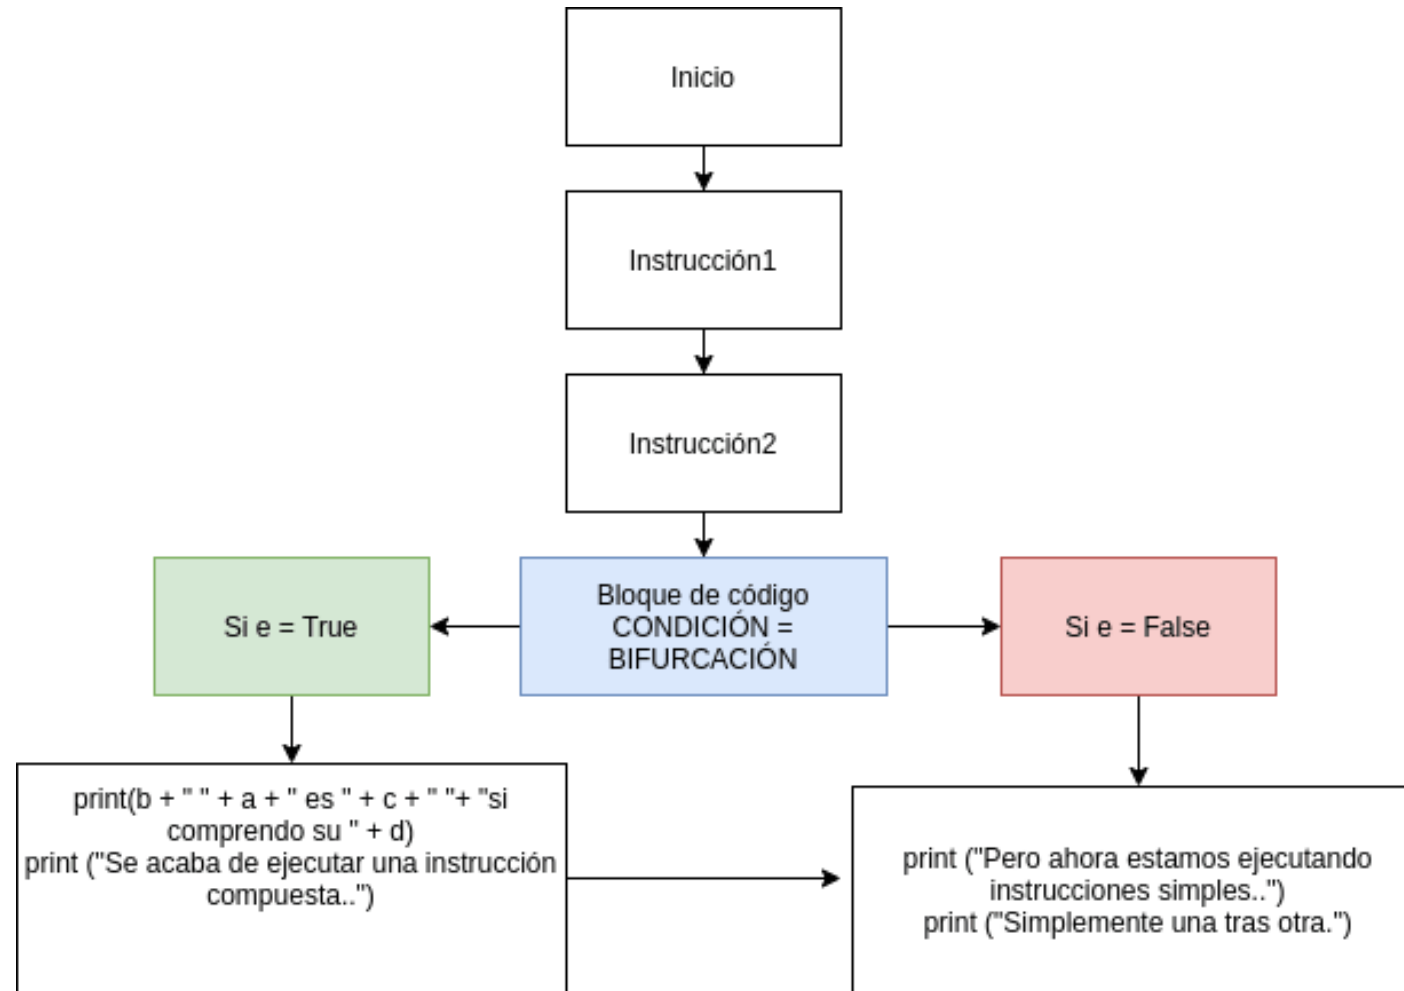 Inicio
Instrucción1
Instrucción2
Si e = True
Bloque de código
CONDICIÓN =
BIFURCACIÓN
Si e = False
print(b + " " + a + " es " + c + " "+ "si
comprendo su " + d)
print ("Se acaba de ejecutar una instrucción
compuesta..")
print ("Pero ahora estamos ejecutando
instrucciones simples..")
print ("Simplemente una tras otra.")